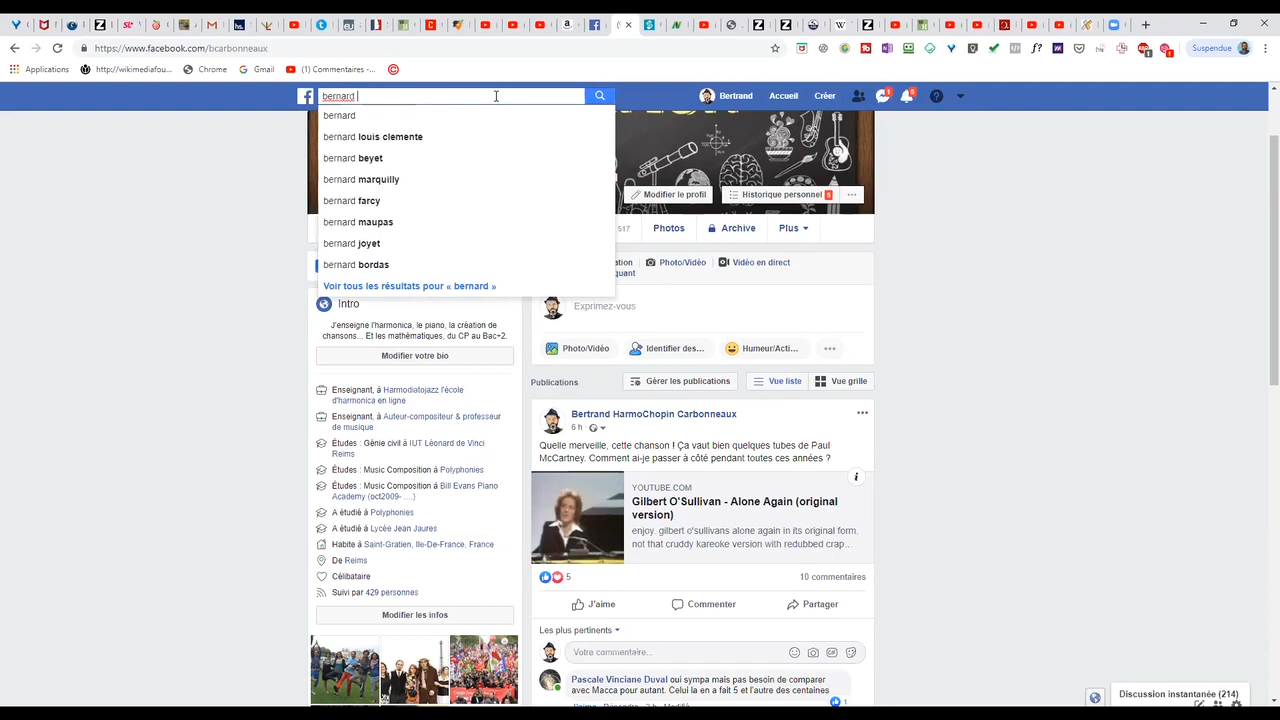 https://www.facebook.com/bcarbonneaux
Suspendue
Applications
http://wikimediafou...
Chrome
Gmail
(1) Commentaires -...
bernard
Bertrand
Accueil
Créer
bernard
bernard louis clemente
bernard beyet
bernard marquilly
bernard farcy
bernard maupas
bernard joyet
bernard bordas
Voir tous les résultats pour « bernard »
Modifier le profil
Historique personnel 5
517
Photos
Archive
Plus
Photo/Vidéo
Vidéo en direct
Exprimez-vous
Photo/Vidéo
Identifier des...
Humeur/Acti...
Intro
J'enseigne l'harmonica, le piano, la création de
chansons... Et les mathématiques, du CP au Bac+2.
Modifier votre bio
Enseignant, à Harmodiatojazz l'école
d'harmonica en ligne
Enseignant, à Auteur-compositeur & professeur
de musique
Études : Génie civil à IUT Léonard de Vinci
Reims
Études : Music Composition à Polyphonies
Études : Music Composition à Bill Evans Piano
Academy (oct2009- ....)
A étudié à Polyphonies
A étudié à Lycée Jean Jaures
Habite à Saint-Gratien, Ile-De-France, France
De Reims
Célibataire
Suivi par 429 personnes
Modifier les infos
Publications
Gérer les publications
Vue liste
Vue grille
Bertrand HarmoChopin Carbonneaux
6 h
Quelle merveille, cette chanson ! Ça vaut bien quelques tubes de Paul
McCartney. Comment ai-je passer à côté pendant toutes ces années ?
YOUTUBE.COM
Gilbert O'Sullivan - Alone Again (original
version)
enjoy. gilbert o'sullivans alone again in its original form.
not that cruddy kareoke version with redubbed crap...
5
10 commentaires
J'aime
Commenter
Partager
Les plus pertinents
Votre commentaire...
GIF
Pascale Vinciane Duval oui sympa mais pas besoin de comparer
avec Macca pour autant. Celui la en a fait 5 et l'autre des centaines
1
Discussion instantanée (214)